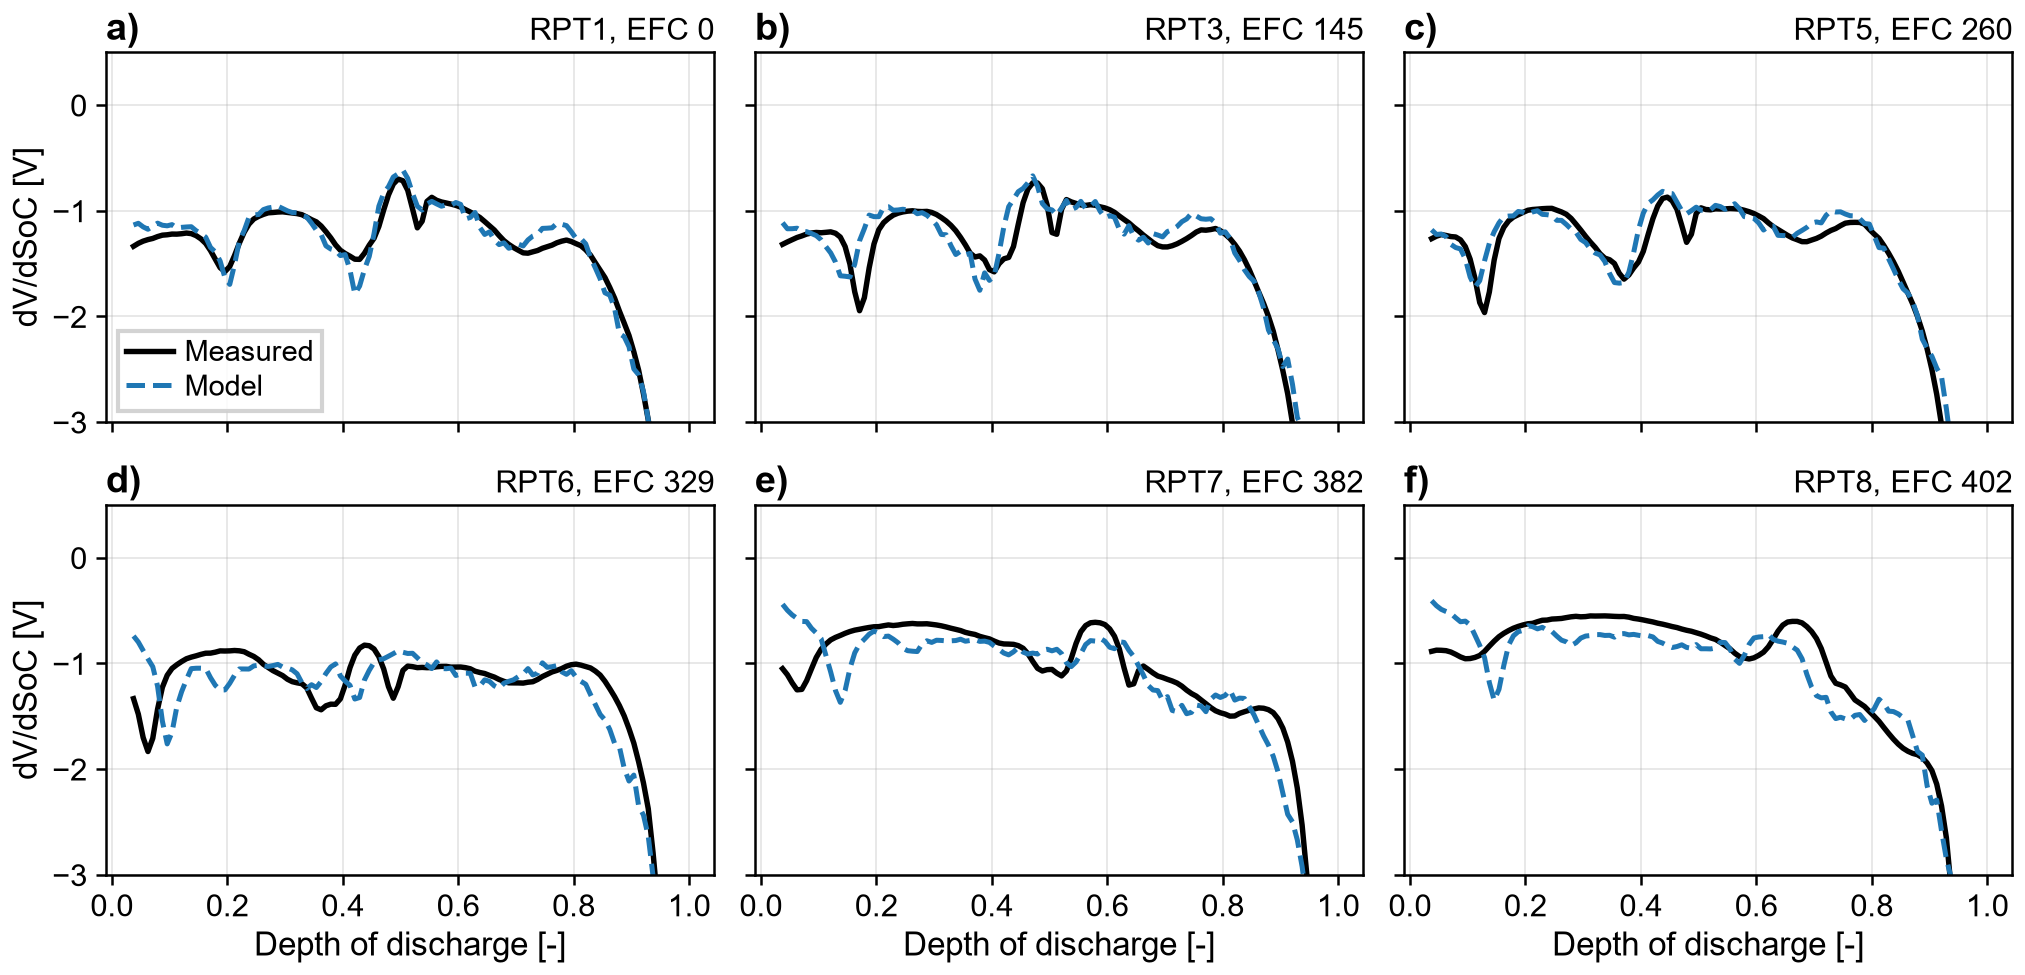 a)
RPT1, EFC 0
b)
RPT3, EFC 145
c)
RPT5, EFC 260
dV/dSoC [V]
0
−1
−2
−3
Measured
Model
d)
RPT6, EFC 329
e)
RPT7, EFC 382
f)
RPT8, EFC 402
dV/dSoC [V]
0
−1
−2
−3
0.0 0.2 0.4 0.6 0.8 1.0
0.0 0.2 0.4 0.6 0.8 1.0
0.0 0.2 0.4 0.6 0.8 1.0
Depth of discharge [-]
Depth of discharge [-]
Depth of discharge [-]